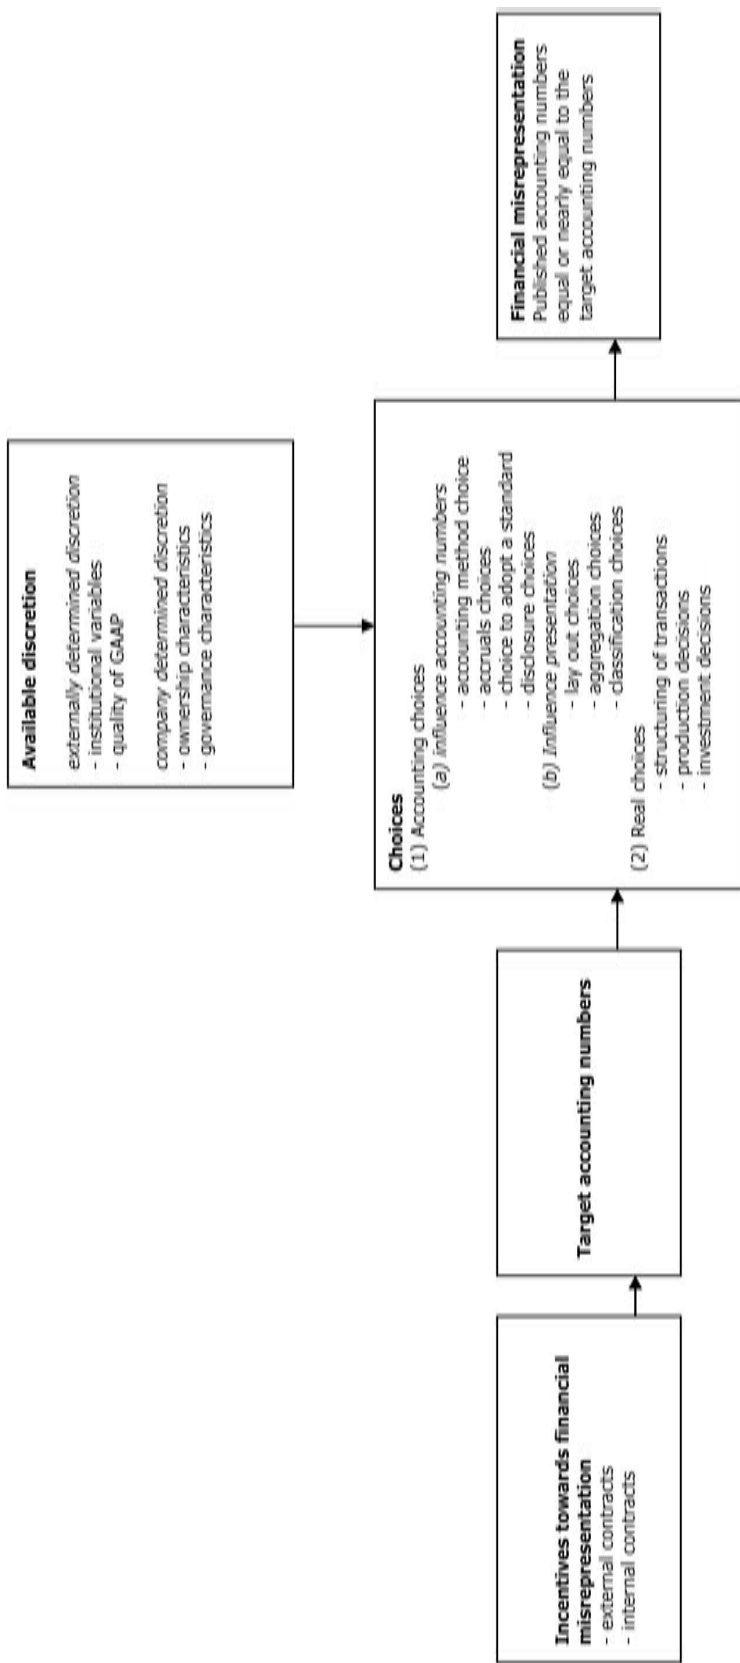 Available discretion
externally determined discretion
- institutional variables
- quality of GAAP
company determined discretion
- ownership characteristics
- governance characteristics
Incentives towards financial
misrepresentation
- external contracts
- internal contracts
Target accounting numbers
Choices
(1) Accounting choices
(a) influence accounting numbers
- accounting method choice
- accruals choices
- choice to adopt a standard
- disclosure choices
(b) Influence presentation
- lay out choices
- aggregation choices
- classification choices
(2) Real choices
- structuring of transactions
- production decisions
- investment decisions
Financial misrepresentation
Published accounting numbers
equal or nearly equal to the
target accounting numbers